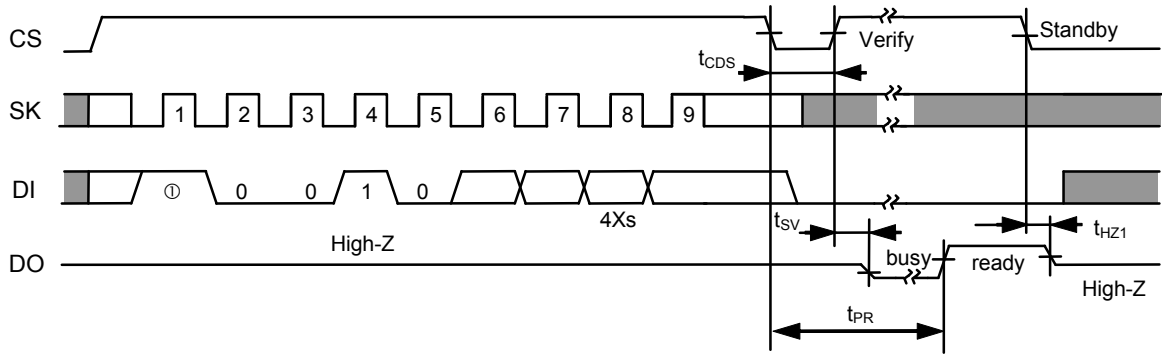 CS
Verify
Standby
tCDS
SK
1 2 3 4 5 6 7 8 9
DI
① 0 0 1 0
4Xs
tSV
tHZ1
High-Z
DO
busy
ready
High-Z
tPR